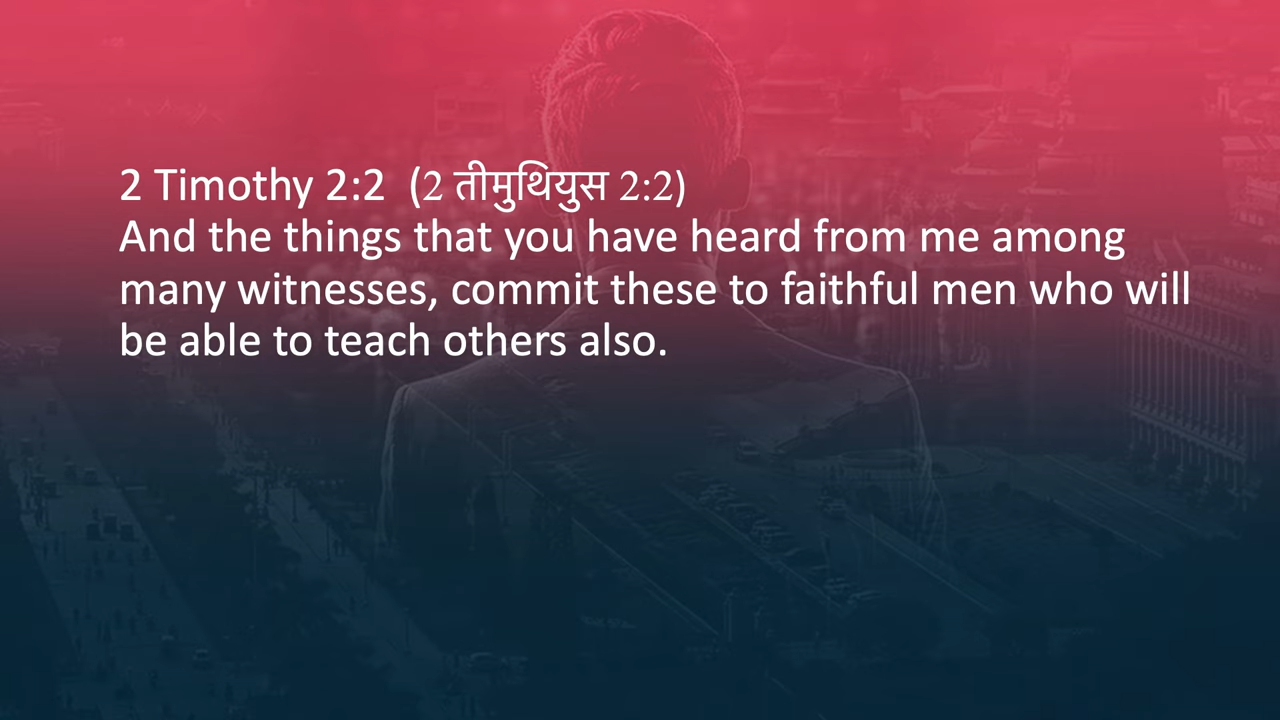 2 Timothy 2:2  (2 तीमुथियुस 2:2)
And the things that you have heard from me among
many witnesses, commit these to faithful men who will
be able to teach others also.